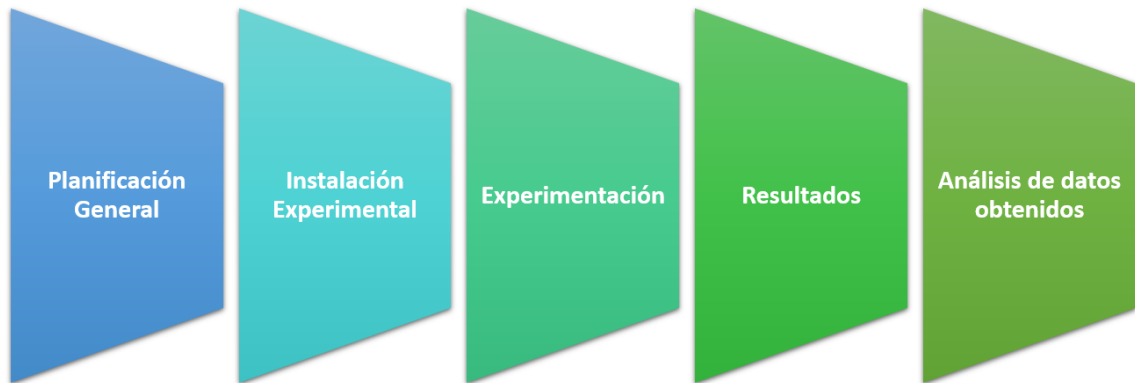 Planificación
General
Instalación
Experimental
Experimentación
Resultados
Análisis de datos
obtenidos